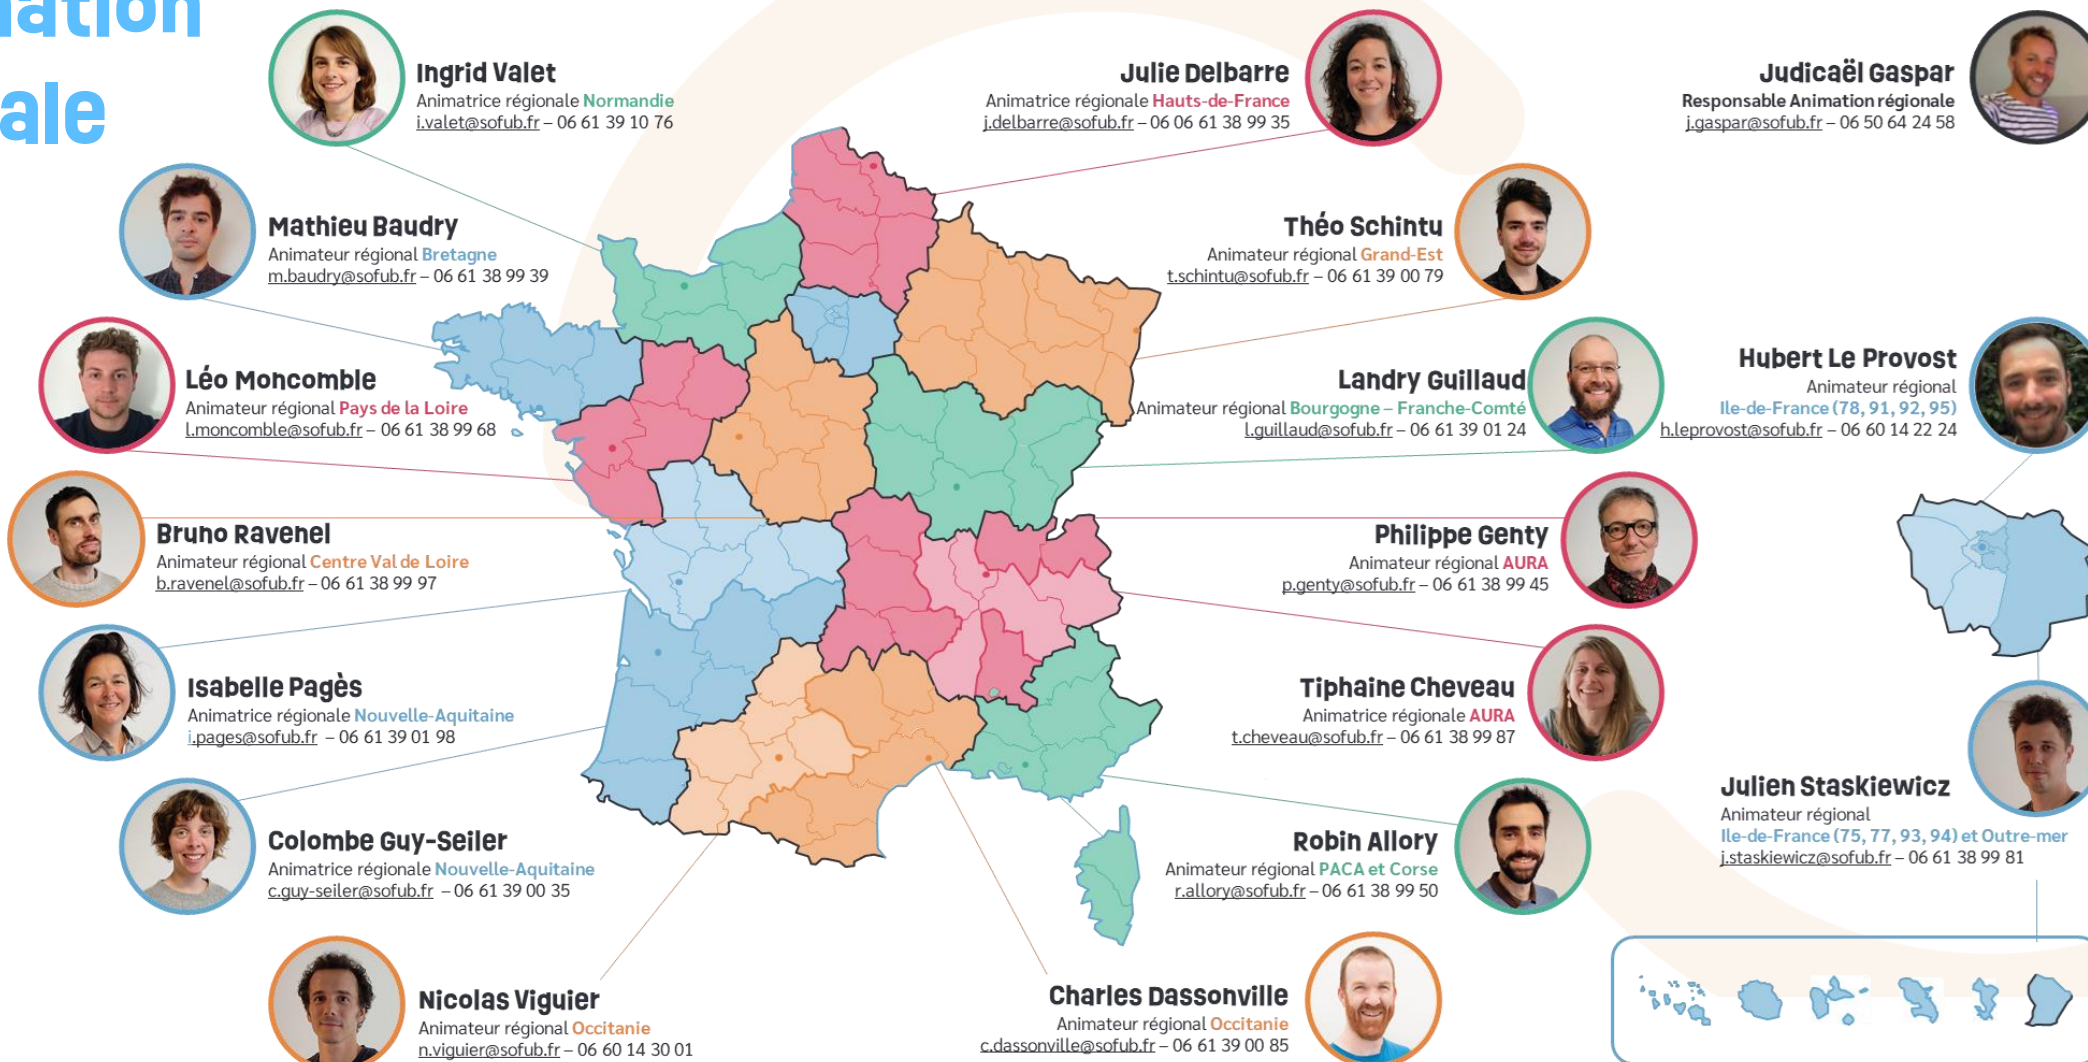 ale
Ingrid Valet
Animatrice régionale Normandie
i.valet@sofub.fr – 06 61 39 10 76
Julie Delbarre
Animatrice régionale Hauts-de-France
j.delbarre@sofub.fr – 06 06 61 38 99 35
Judicaël Gaspar
Responsable Animation régionale
j.gaspar@sofub.fr – 06 50 64 24 58
Mathieu Baudry
Animateur régional Bretagne
m.baudry@sofub.fr – 06 61 38 99 39
Théo Schintu
Animateur régional Grand-Est
t.schintu@sofub.fr – 06 61 39 00 79
Léo Moncomble
Animateur régional Pays de la Loire
l.moncomble@sofub.fr – 06 61 38 99 68
Landry Guillaud
Animateur régional Bourgogne – Franche-Comté
l.guillaud@sofub.fr – 06 61 39 01 24
Hubert Le Provost
Animateur régional
Ile-de-France (78, 91, 92, 95)
h.leprovost@sofub.fr – 06 60 14 22 24
Bruno Ravenel
Animateur régional Centre Val de Loire
b.ravenel@sofub.fr – 06 61 38 99 97
Philippe Genty
Animateur régional AURA
p.genty@sofub.fr – 06 61 38 99 45
Isabelle Pagès
Animatrice régionale Nouvelle-Aquitaine
i.pages@sofub.fr – 06 61 39 01 98
Tiphaine Cheveau
Animatrice régionale AURA
t.cheveau@sofub.fr – 06 61 38 99 87
Julien Staskiewicz
Animateur régional
Ile-de-France (75, 77, 93, 94) et Outre-mer
j.staskiewicz@sofub.fr – 06 61 38 99 81
Colombe Guy-Seiler
Animatrice régionale Nouvelle-Aquitaine
c.guy-seiler@sofub.fr – 06 61 39 00 35
Robin Allory
Animateur régional PACA et Corse
r.allory@sofub.fr – 06 61 38 99 50
Nicolas Viguier
Animateur régional Occitanie
n.viguier@sofub.fr – 06 60 14 30 01
Charles Dassonville
Animateur régional Occitanie
c.dassonville@sofub.fr – 06 61 39 00 85